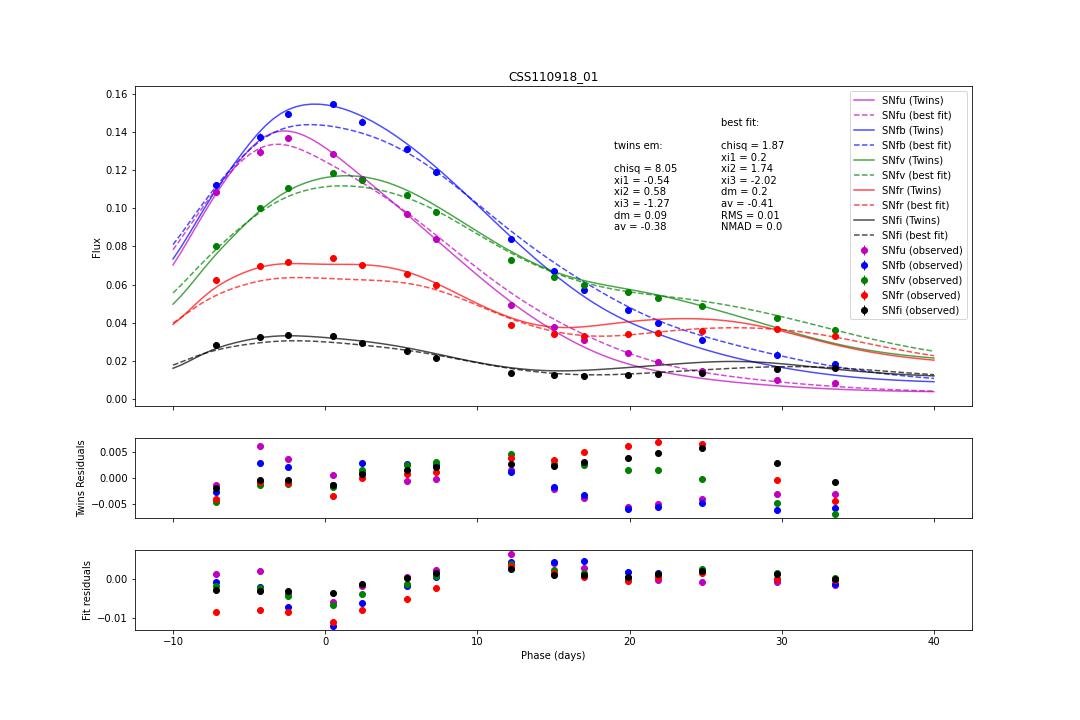 CSS110918_01
Flux
0.16
0.14
0.12
0.10
0.08
0.06
0.04
0.02
0.00
twins em:
chisq = 8.05
xi1 = -0.54
xi2 = 0.58
xi3 = -1.27
dm = 0.09
av = -0.38
best fit:
chisq = 1.87
xi1 = 0.2
xi2 = 1.74
xi3 = -2.02
dm = 0.2
av = -0.41
RMS = 0.01
NMAD = 0.0
SNfu (Twins)
SNfu (best fit)
SNfb (Twins)
SNfb (best fit)
SNfv (Twins)
SNfv (best fit)
SNfr (Twins)
SNfr (best fit)
SNfi (Twins)
SNfi (best fit)
SNfu (observed)
SNfb (observed)
SNfv (observed)
SNfr (observed)
SNfi (observed)
Twins Residuals
0.005
0.000
−0.005
Fit residuals
0.00
−0.01
−10
0
10
20
30
40
Phase (days)